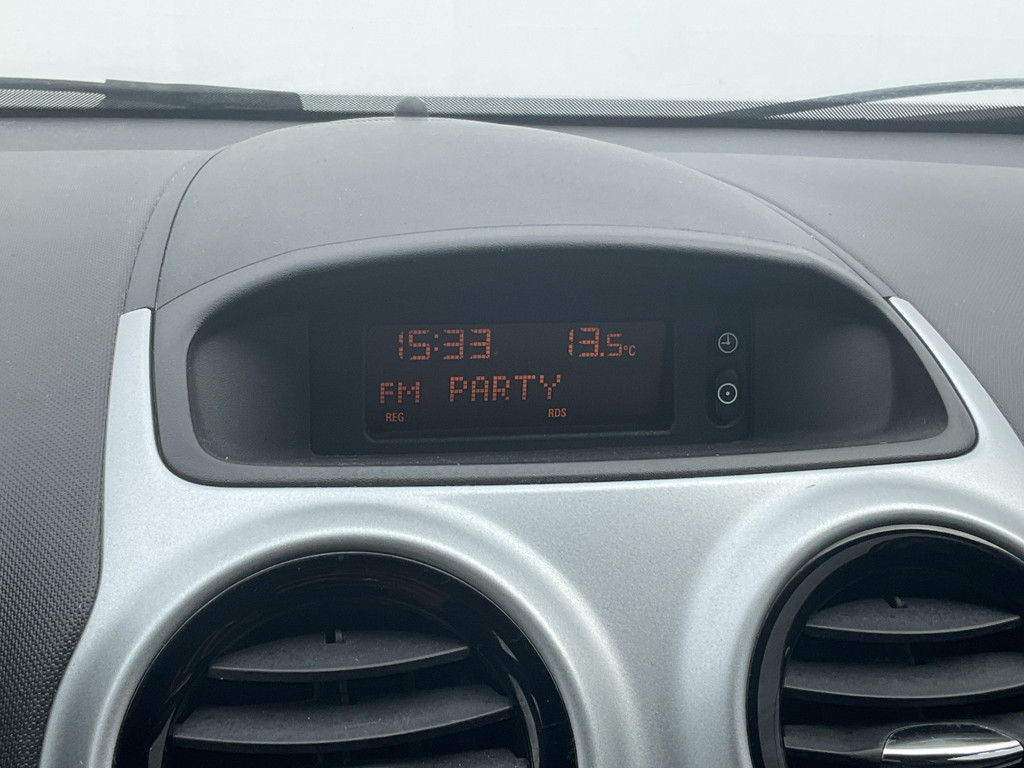 15:33 13.5°C
FM PARTY
REG RDS